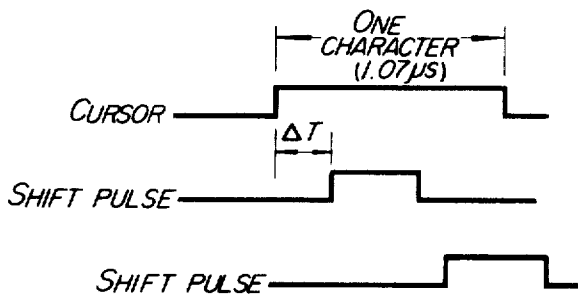 ONE
CHARACTER
(1.07µS)
CURSOR
ΔT
SHIFT PULSE
SHIFT PULSE